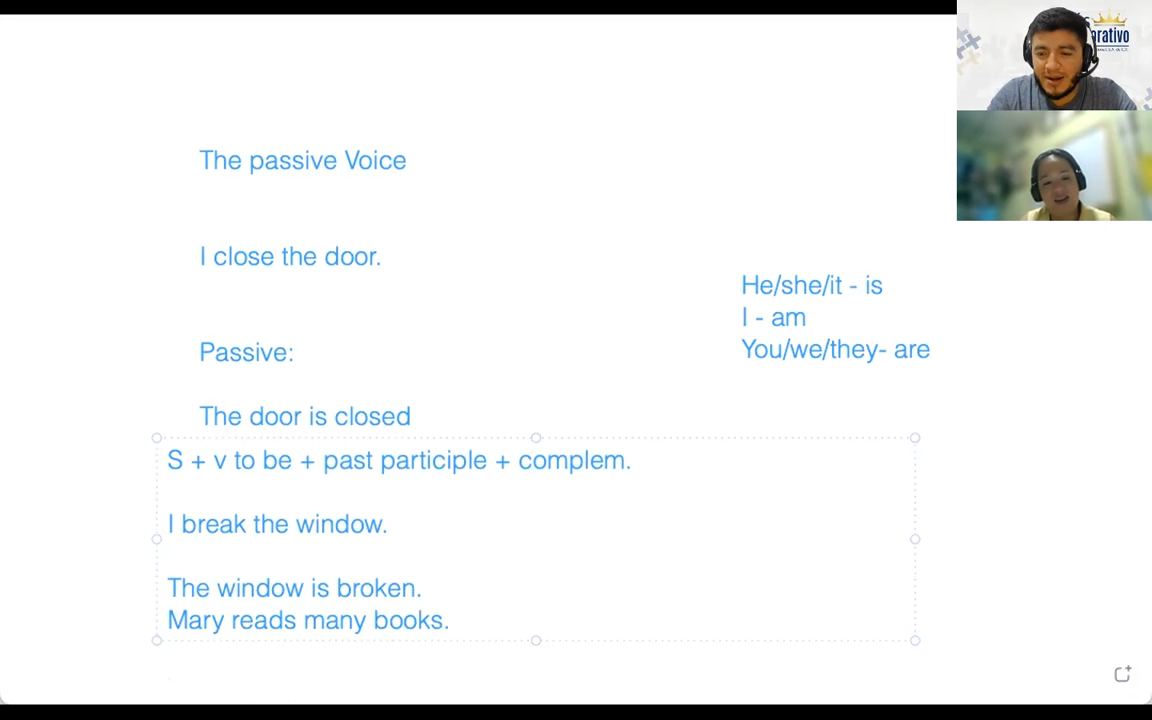 The passive Voice
I close the door.
He/she/it - is
I - am
You/we/they- are
Passive:
The door is closed
S + v to be + past participle + complem.
I break the window.
The window is broken.
Mary reads many books.